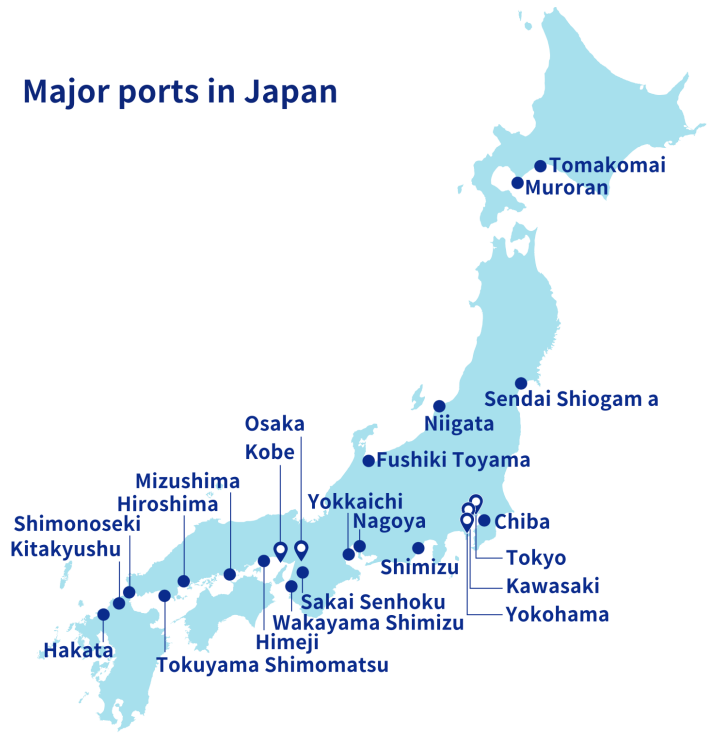 Major ports in Japan
Tomakomai
Muroran
Sendai Shiogam a
Niigata
Osaka
Kobe
Fushiki Toyama
Mizushima
Hiroshima
Yokkaichi
Nagoya
Chiba
Shimonoseki
Kitakyushu
Shimizu
Tokyo
Kawasaki
Yokohama
Sakai Senhoku
Wakayama Shimizu
Himeji
Hakata
Tokuyama Shimomatsu